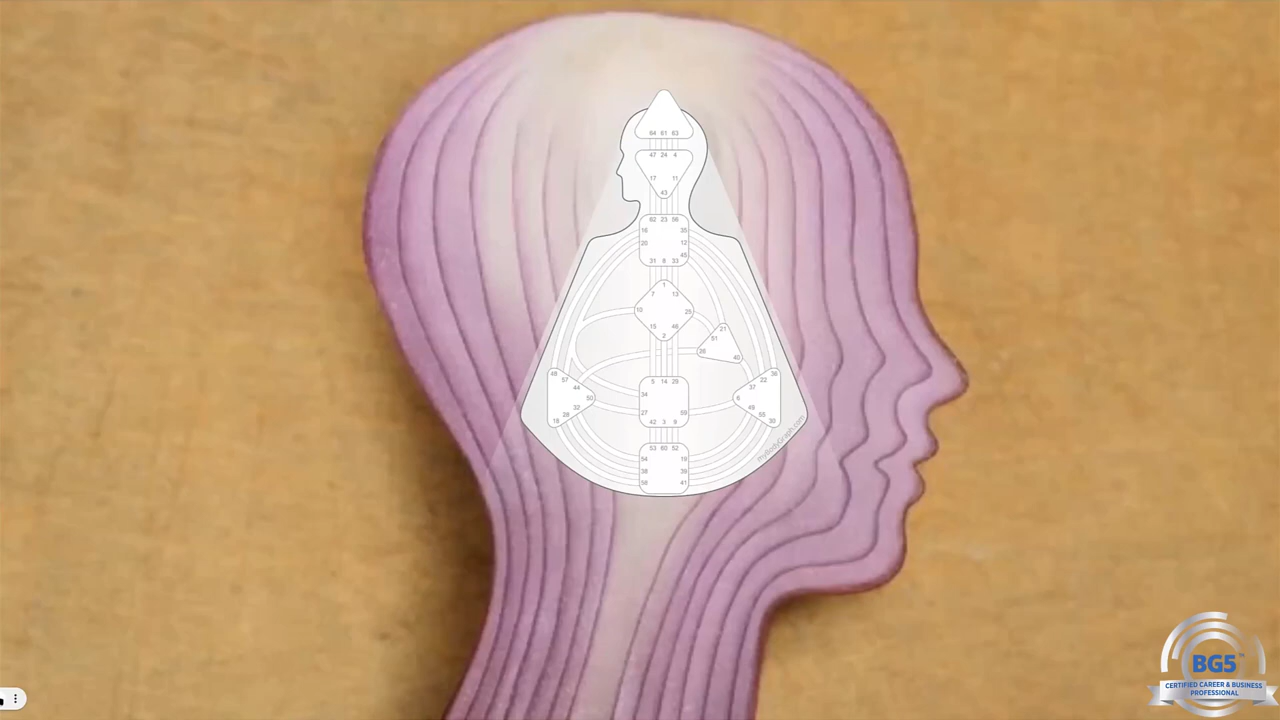 64 61 63
47 24 4
17 11
43
62 23 56
16 35
20 12
45
31 8 33
1
7 13
10 25
15 46
2
21
51
26 40
48
57
44
50
32
28
18
5 14 29
34
27 59
42 3 9
36
22
37
6
49
55
30
53 60 52
54 19
38 39
58 41
myBodyGraph.com
BG5™
CERTIFIED CAREER & BUSINESS
PROFESSIONAL